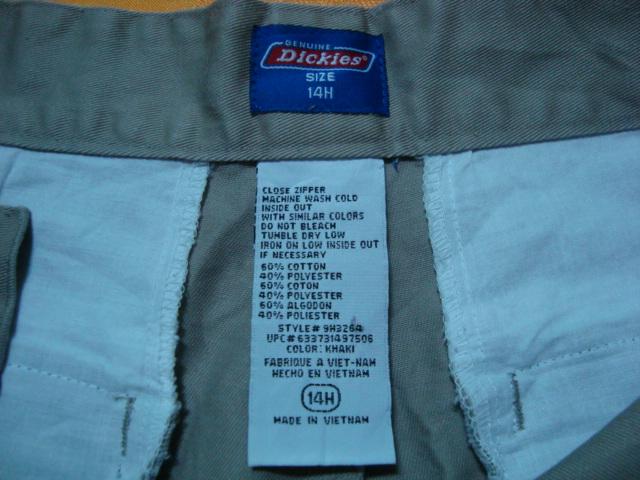 GENUINE
Dickies®
SIZE
14H
CLOSE ZIPPER
MACHINE WASH COLD
INSIDE OUT
WITH SIMILAR COLORS
DO NOT BLEACH
TUMBLE DRY LOW
IRON ON LOW INSIDE OUT
IF NECESSARY
60% COTTON
40% POLYESTER
60% COTON
40% POLYESTER
60% ALGODON
40% POLIESTER
STYLE# 9H3264
UPC# 633731497506
COLOR: KHAKI
FABRIQUE A VIET-NAM
HECHO EN VIETNAM
14H
MADE IN VIETNAM